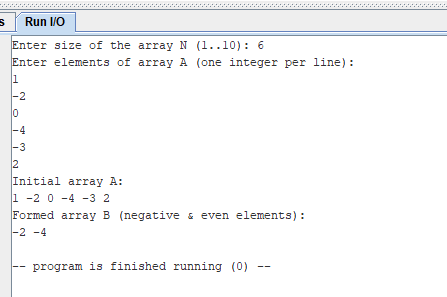 s
Run I/O
Enter size of the array N (1..10): 6
Enter elements of array A (one integer per line):
1
-2
0
-4
-3
2
Initial array A:
1 -2 0 -4 -3 2
Formed array B (negative & even elements):
-2 -4
-- program is finished running (0) --